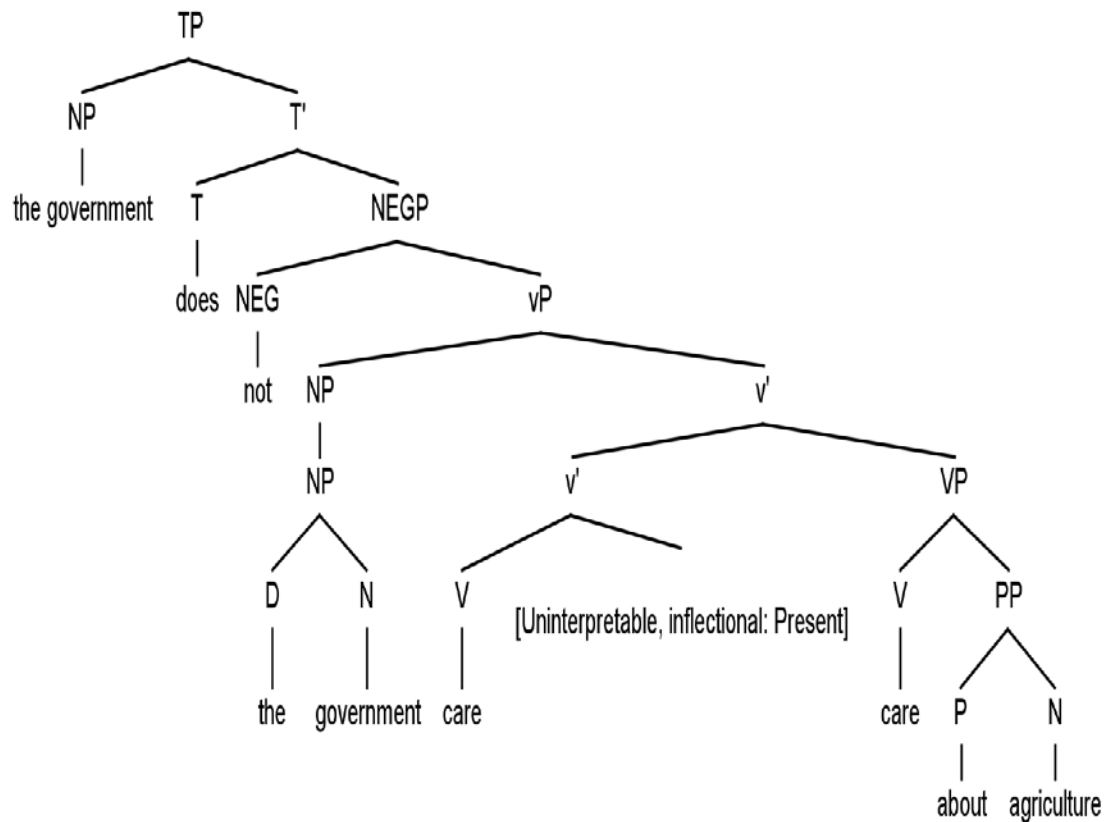 TP
NP T'
the government T NEGP
does NEG vP
not NP v'
NP v' VP
D N V [Uninterpretable, inflectional: Present] V PP
the government care care P N
about agriculture